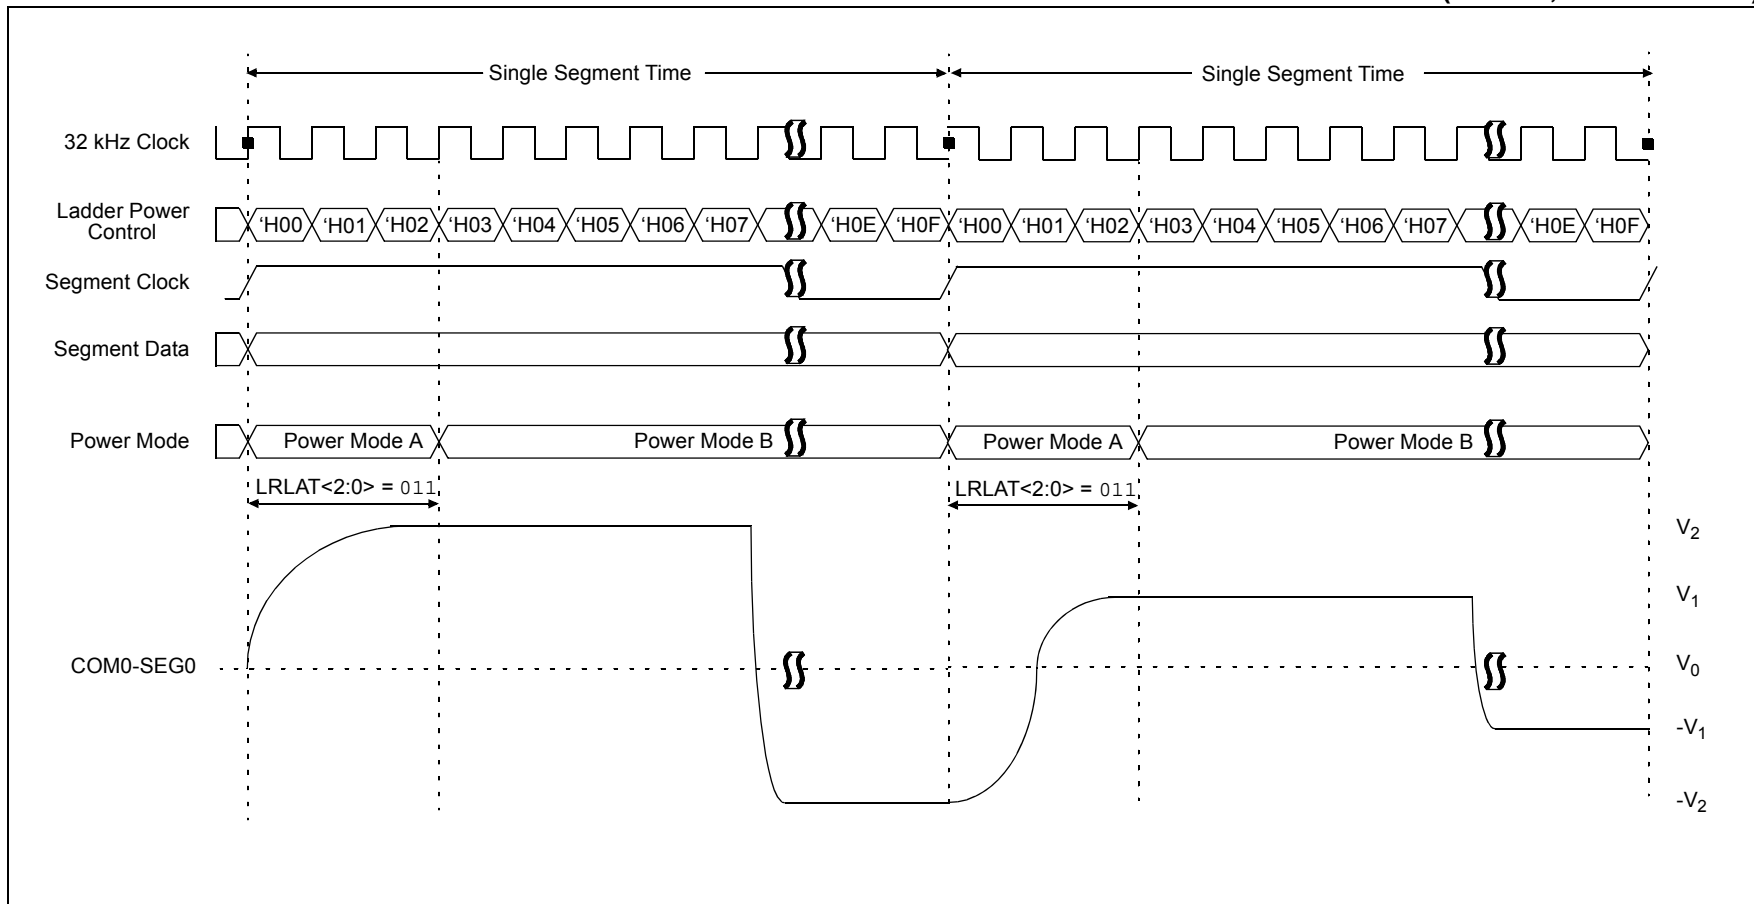 Single Segment Time Single Segment Time
32 kHz Clock
Ladder Power
Control
‘H00 ‘H01 ‘H02 ‘H03 ‘H04 ‘H05 ‘H06 ‘H07 ‘H0E ‘H0F ‘H00 ‘H01 ‘H02 ‘H03 ‘H04 ‘H05 ‘H06 ‘H07 ‘H0E ‘H0F
Segment Clock
Segment Data
Power Mode Power Mode A Power Mode B Power Mode A Power Mode B
LRLAT<2:0> = 011 LRLAT<2:0> = 011
V2
V1
COM0-SEG0 V0
-V1
-V2